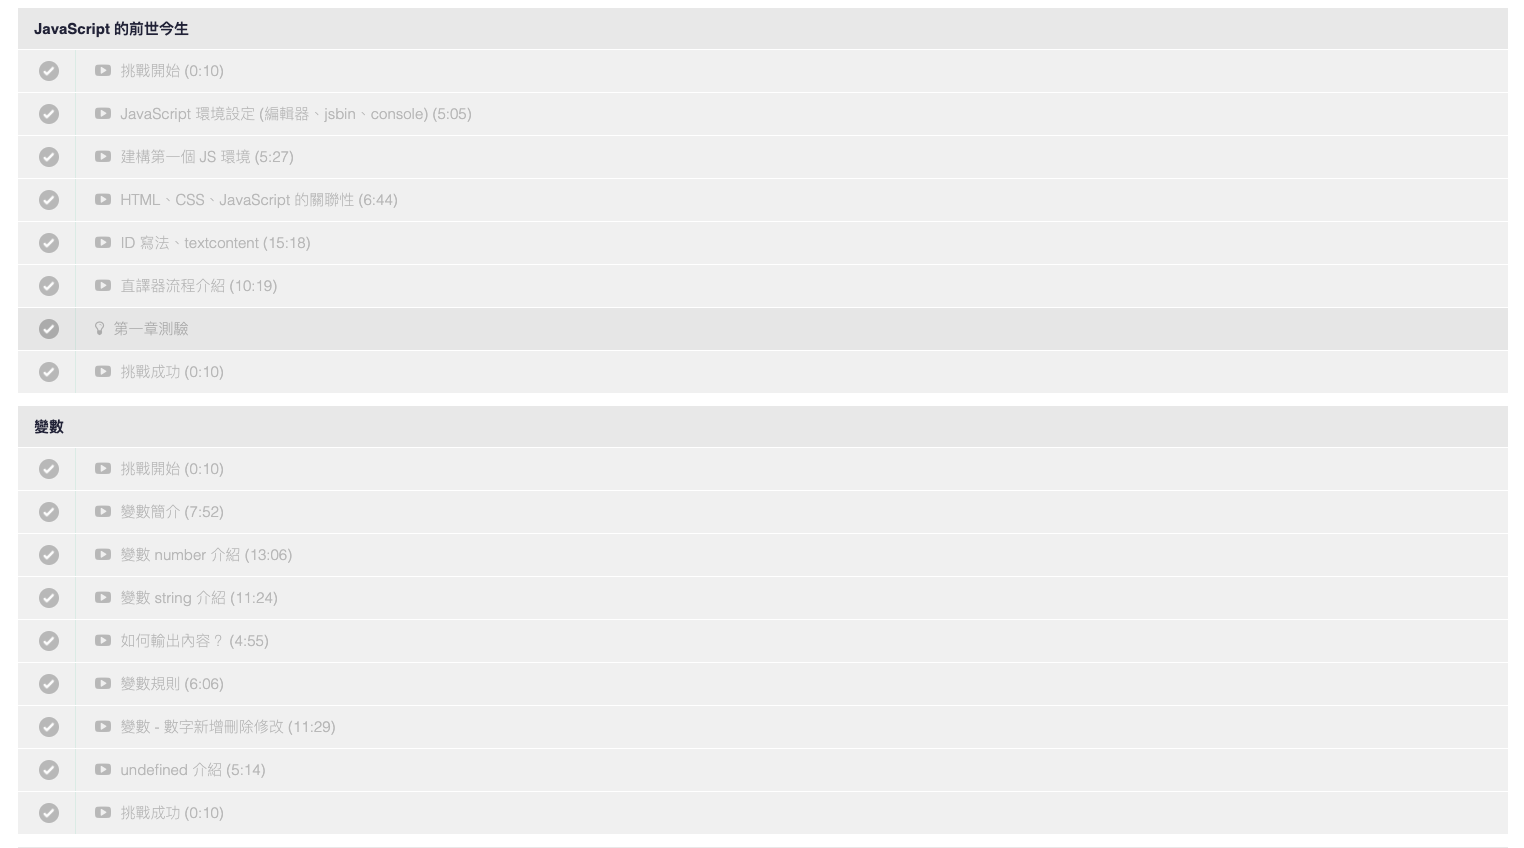 JavaScript 的前世今生
挑戰開始 (0:10)
JavaScript 環境設定 (編輯器、jsbin、console) (5:05)
建構第一個 JS 環境 (5:27)
HTML、CSS、JavaScript 的關聯性 (6:44)
ID 寫法、textcontent (15:18)
直譯器流程介紹 (10:19)
第一章測驗
挑戰成功 (0:10)
變數
挑戰開始 (0:10)
變數簡介 (7:52)
變數 number 介紹 (13:06)
變數 string 介紹 (11:24)
如何輸出內容？ (4:55)
變數規則 (6:06)
變數 - 數字新增刪除修改 (11:29)
undefined 介紹 (5:14)
挑戰成功 (0:10)